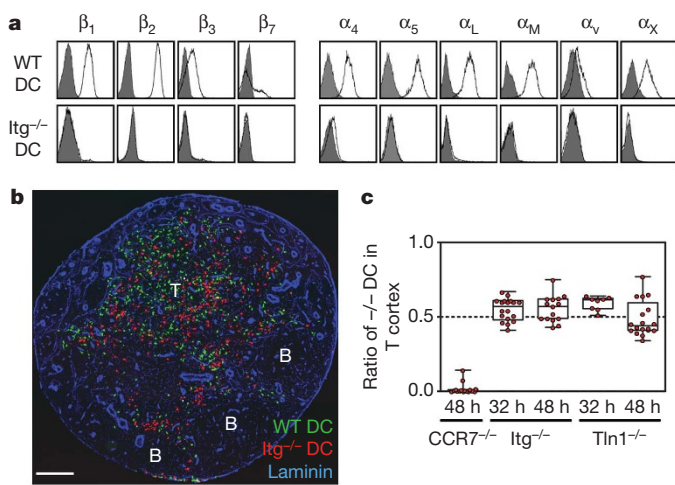 a
β1 β2 β3 β7 α4 α5 αL αM αv αX
WT
DC
Itg–/–
DC
b
T
B
B
B
WT DC
Itg–/– DC
Laminin
c
Ratio of –/– DC in
T cortex
1.0
0.5
0.0
48 h 32 h 48 h 32 h 48 h
CCR7–/– Itg–/– Tln1–/–